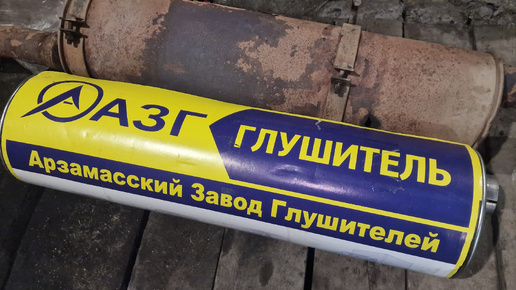 АЗГ
ГЛУШИТЕЛЬ
Арзамасский Завод Глушителей